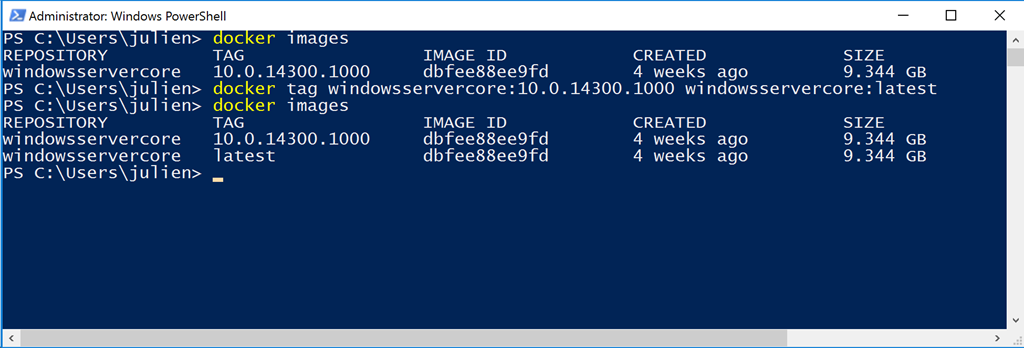 Administrator: Windows PowerShell
PS C:\Users\julien> docker images
REPOSITORY TAG IMAGE ID CREATED SIZE
windowsservercore 10.0.14300.1000 dbfee88ee9fd 4 weeks ago 9.344 GB
PS C:\Users\julien> docker tag windowsservercore:10.0.14300.1000 windowsservercore:latest
PS C:\Users\julien> docker images
REPOSITORY TAG IMAGE ID CREATED SIZE
windowsservercore 10.0.14300.1000 dbfee88ee9fd 4 weeks ago 9.344 GB
windowsservercore latest dbfee88ee9fd 4 weeks ago 9.344 GB
PS C:\Users\julien>